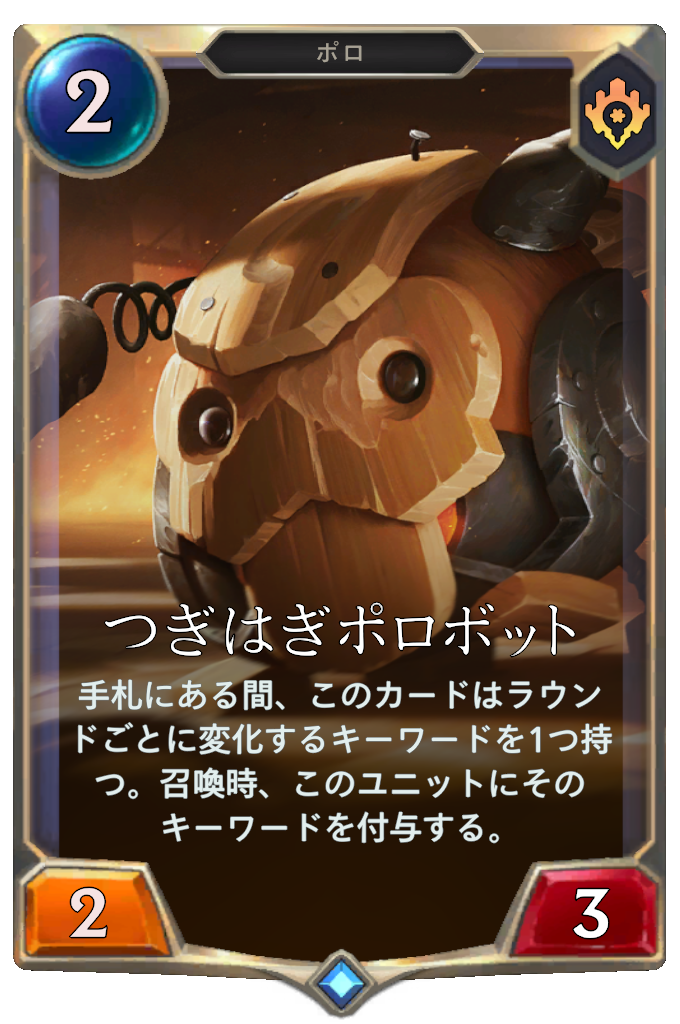 ポロ
2
つぎはぎポロボット
手札にある間、このカードはラウン
ドごとに変化するキーワードを1つ持
つ。召喚時、このユニットにその
キーワードを付与する。
2
3